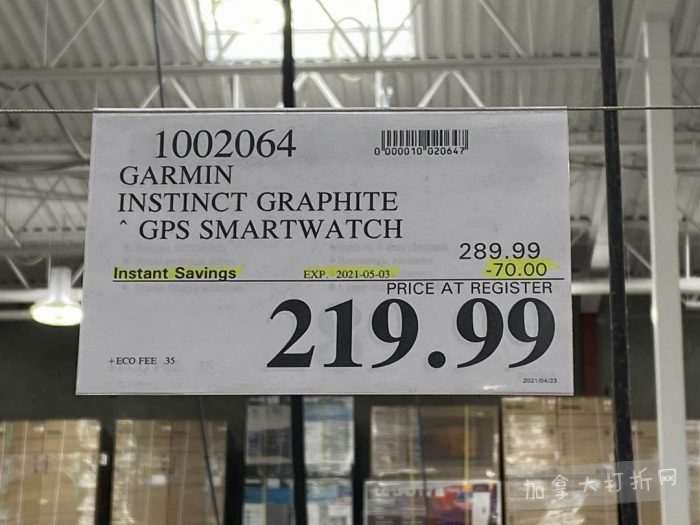 1002064
0 000010 020647
GARMIN
INSTINCT GRAPHITE
^ GPS SMARTWATCH
289.99
Instant Savings EXP. 2021-05-03 -70.00
PRICE AT REGISTER
219.99
+ECO FEE .35
2021/04/23
加拿大打折网